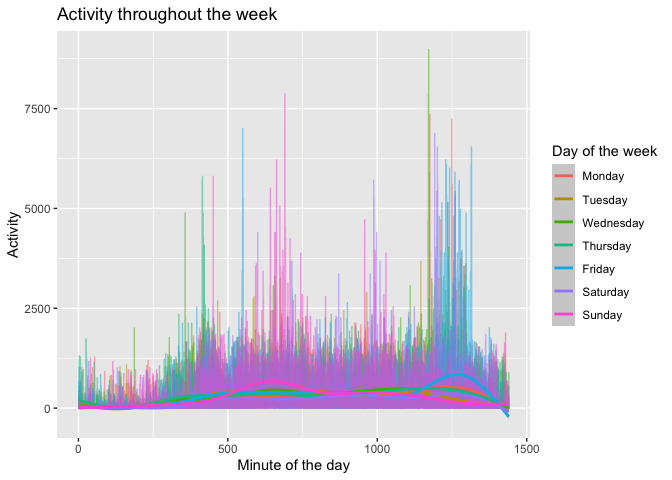 Activity throughout the week
7500
5000
2500
0
Activity
0 500 1000 1500
Minute of the day
Day of the week
Monday
Tuesday
Wednesday
Thursday
Friday
Saturday
Sunday